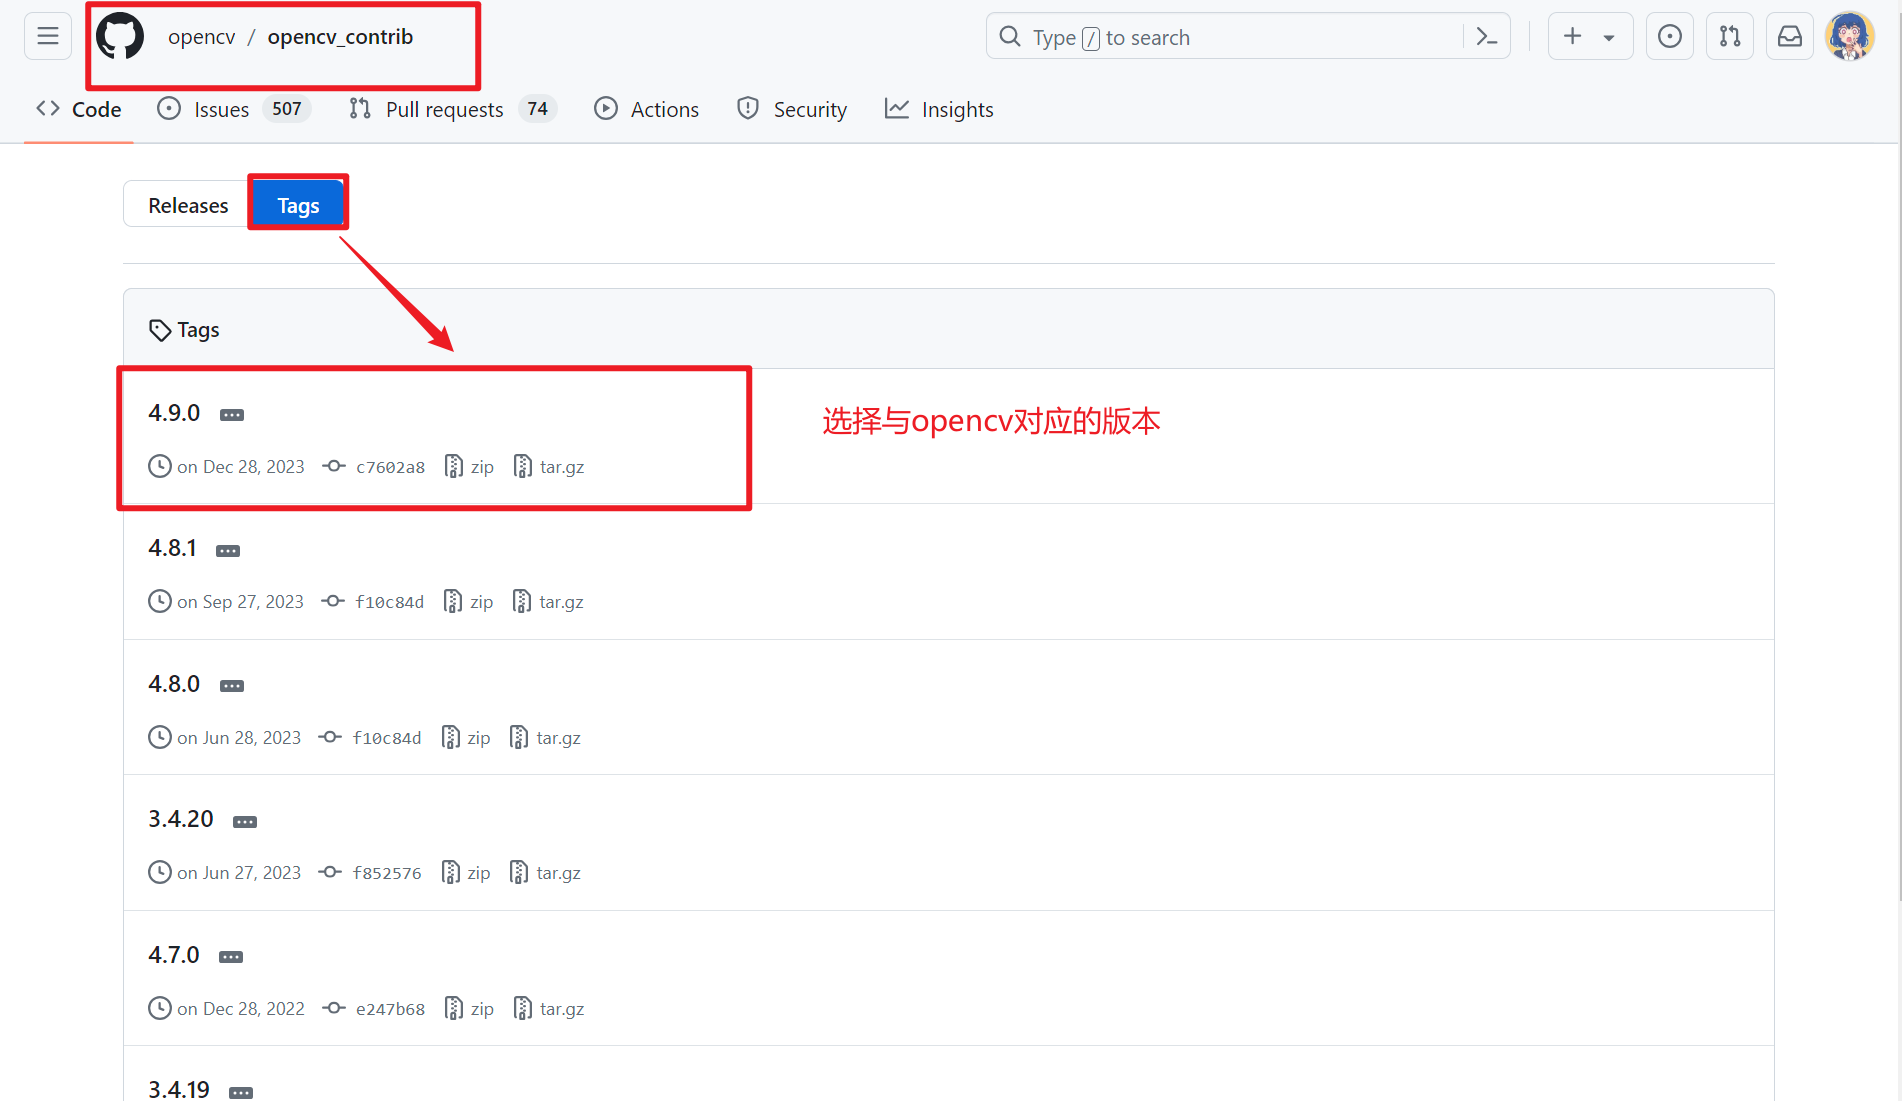 opencv / opencv_contrib
Type / to search
Code Issues 507 Pull requests 74 Actions Security Insights
Releases Tags
Tags
4.9.0
选择与opencv对应的版本
on Dec 28, 2023 c7602a8 zip tar.gz
4.8.1
on Sep 27, 2023 f10c84d zip tar.gz
4.8.0
on Jun 28, 2023 f10c84d zip tar.gz
3.4.20
on Jun 27, 2023 f852576 zip tar.gz
4.7.0
on Dec 28, 2022 e247b68 zip tar.gz
3.4.19